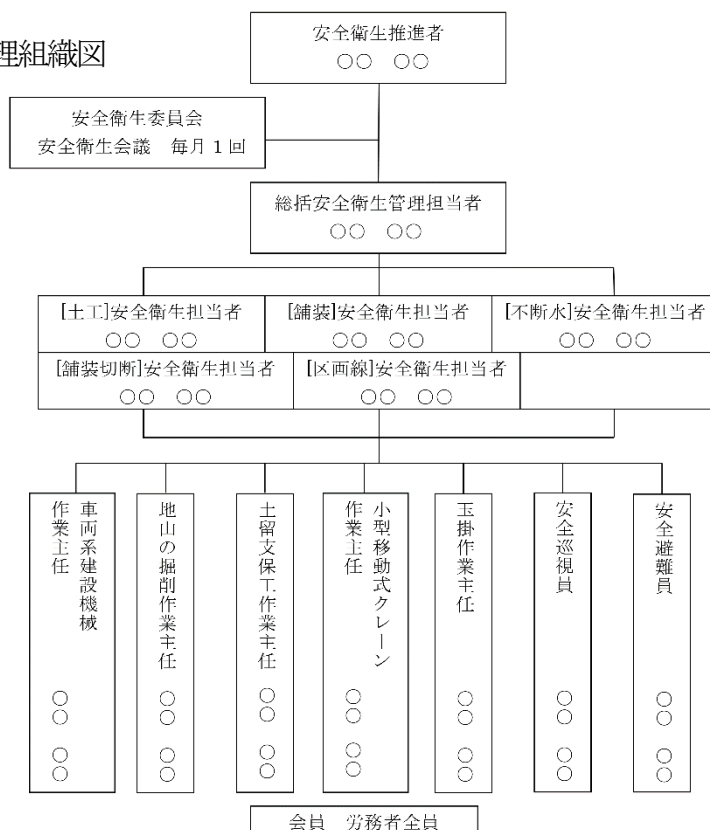 理組織図
安全衛生推進者
○○　○○
安全衛生委員会
安全衛生会議　毎月1回
総括安全衛生管理担当者
○○　○○
[土工]安全衛生担当者
○○　○○
[舗装]安全衛生担当者
○○　○○
[不断水]安全衛生担当者
○○　○○
[舗装切断]安全衛生担当者
○○　○○
[区画線]安全衛生担当者
○○　○○
車両系建設機械
作業主任
○○　○○
地山の掘削作業主任
○○　○○
土留支保工作業主任
○○　○○
小型移動式クレーン
作業主任
○○　○○
玉掛作業主任
○○　○○
安全巡視員
○○　○○
安全避難員
○○　○○
会員　労務者全員